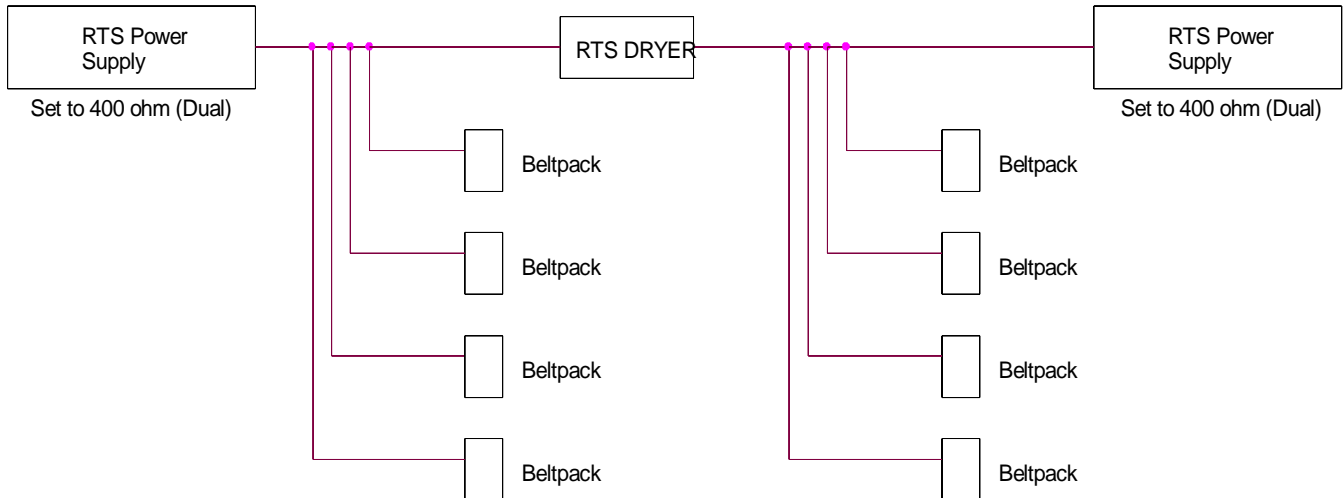 RTS Power
Supply
RTS DRYER
RTS Power
Supply
Set to 400 ohm (Dual)
Set to 400 ohm (Dual)
Beltpack
Beltpack
Beltpack
Beltpack
Beltpack
Beltpack
Beltpack
Beltpack